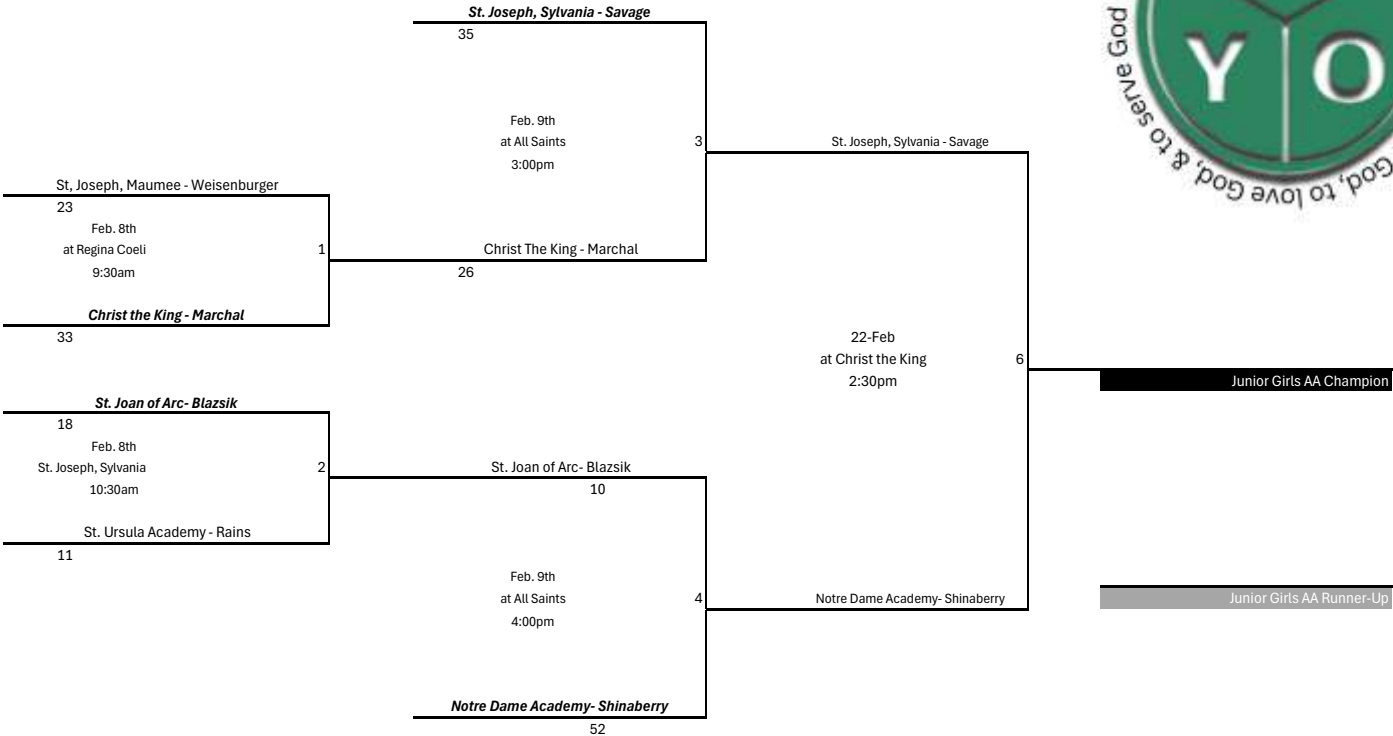 St. Joseph, Sylvania - Savage
35
Feb. 9th
at All Saints
3:00pm
3
St. Joseph, Sylvania - Savage
St, Joseph, Maumee - Weisenburger
23
Feb. 8th
at Regina Coeli
9:30am
1
Christ The King - Marchal
26
Christ the King - Marchal
33
22-Feb
at Christ the King
2:30pm
6
Junior Girls AA Champion
St. Joan of Arc- Blazsik
18
Feb. 8th
St. Joseph, Sylvania
10:30am
2
St. Joan of Arc- Blazsik
10
St. Ursula Academy - Rains
11
Feb. 9th
at All Saints
4:00pm
4
Notre Dame Academy- Shinaberry
Junior Girls AA Runner-Up
Notre Dame Academy- Shinaberry
52
Y O
God, to love God, & to serve God